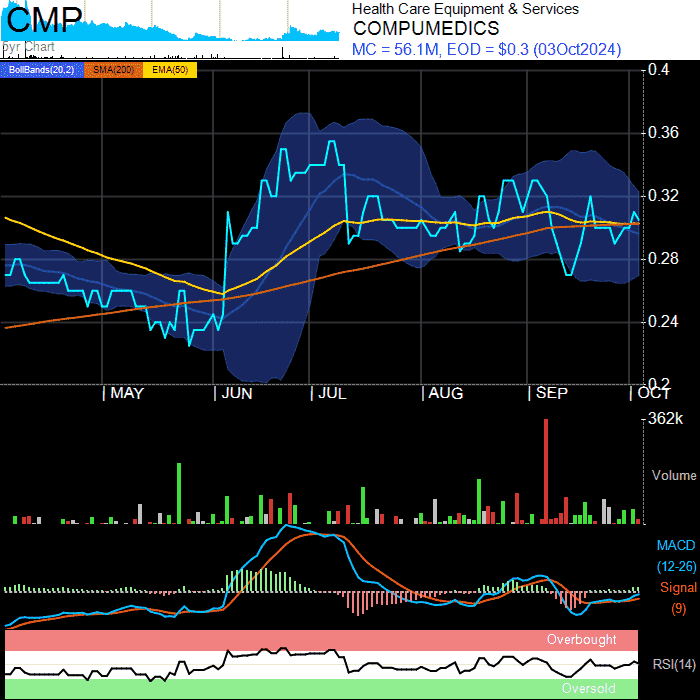 CMP
5yr Chart
Health Care Equipment & Services
COMPUMEDICS
MC = 56.1M, EOD = $0.3 (03Oct2024)
BollBands(20,2) SMA(200) EMA(50)
0.4
0.36
0.32
0.28
0.24
0.2
MAY JUN JUL AUG SEP OCT
362k
Volume
MACD
(12-26)
Signal
(9)
Overbought
RSI(14)
Oversold